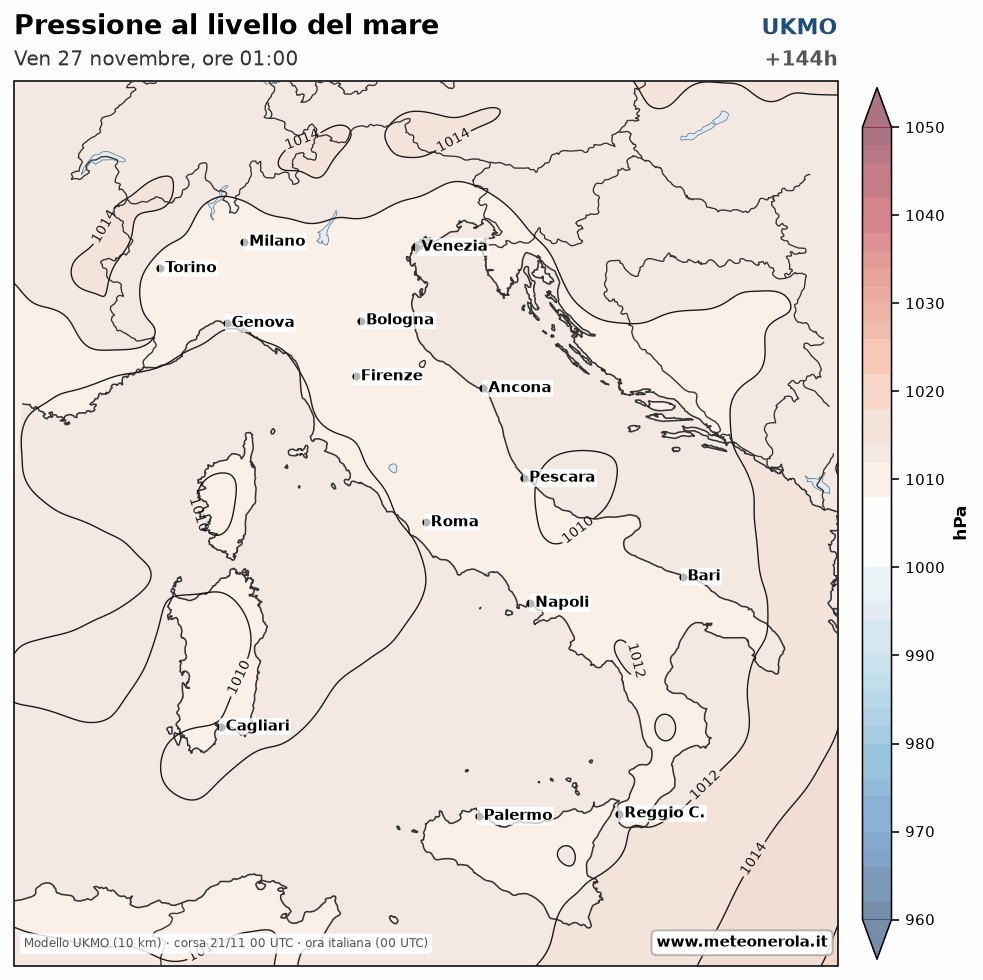 Pressione al livello del mare
UKMO
Ven 27 novembre, ore 01:00
+144h
1014
1014
1014
Milano
Venezia
Torino
Genova
Bologna
Firenze
Ancona
Pescara
1010
1010
Roma
Bari
Napoli
1012
1010
Cagliari
1012
Palermo
Reggio C.
1014
Modello UKMO (10 km) · corsa 21/11 00 UTC · ora italiana (00 UTC)
www.meteonerola.it
1050
1040
1030
1020
1010
1000
990
980
970
960
hPa